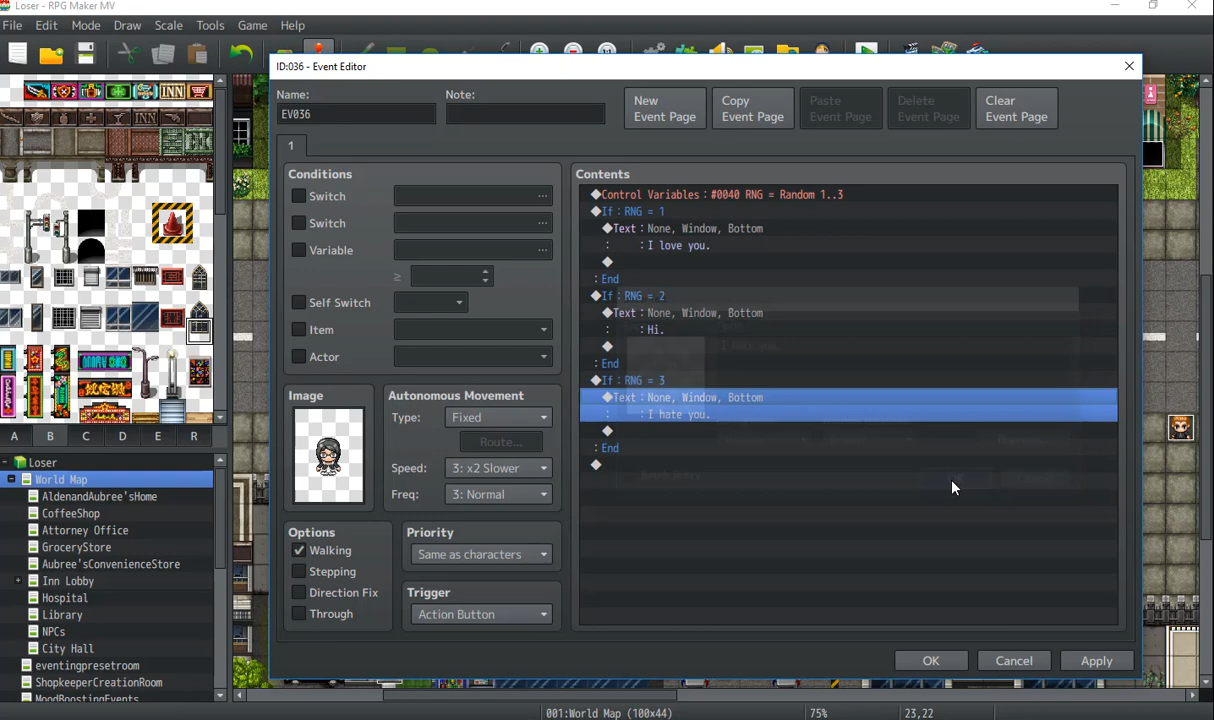 Loser - RPG Maker MV
File Edit Mode Draw Scale Tools Game Help
ID:036 - Event Editor
Name:
Note:
EV036
New Event Page
Copy Event Page
Paste Event Page
Delete Event Page
Clear Event Page
1
Conditions
Switch ...
Switch ...
Variable ...
≥
Self Switch
Item
Actor
Image
Autonomous Movement
Type: Fixed
Route...
Speed: 3: x2 Slower
Freq: 3: Normal
Options
Walking
Stepping
Direction Fix
Through
Priority
Same as characters
Trigger
Action Button
Contents
◆Control Variables : #0040 RNG = Random 1..3
◆If : RNG = 1
◆Text : None, Window, Bottom
: : I love you.
◆
: End
◆If : RNG = 2
◆Text : None, Window, Bottom
: : Hi.
◆
: End
◆If : RNG = 3
◆Text : None, Window, Bottom
: : I hate you.
◆
: End
◆
OK Cancel Apply
INN
INN
A B C D E R
Loser
World Map
AldenandAubree'sHome
CoffeeShop
Attorney Office
GroceryStore
Aubree'sConvenienceStore
Inn Lobby
Hospital
Library
NPCs
City Hall
eventingpresetroom
ShopkeeperCreationRoom
MoodBoostingEvents
001:World Map (100x44) 75% 23,22